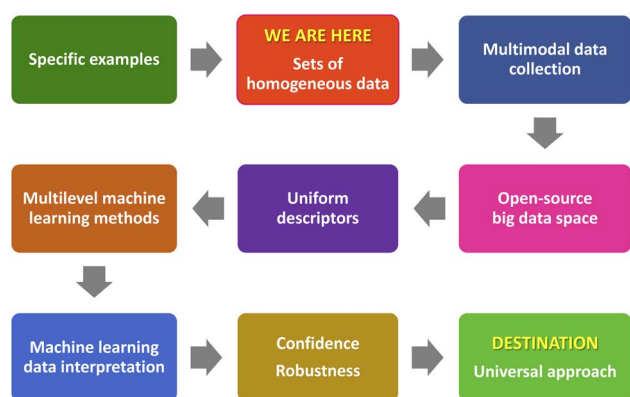 Specific examples
WE ARE HERE
Sets of
homogeneous data
Multimodal data
collection
Open-source
big data space
Uniform
descriptors
Multilevel machine
learning methods
Machine learning
data interpretation
Confidence
Robustness
DESTINATION
Universal approach